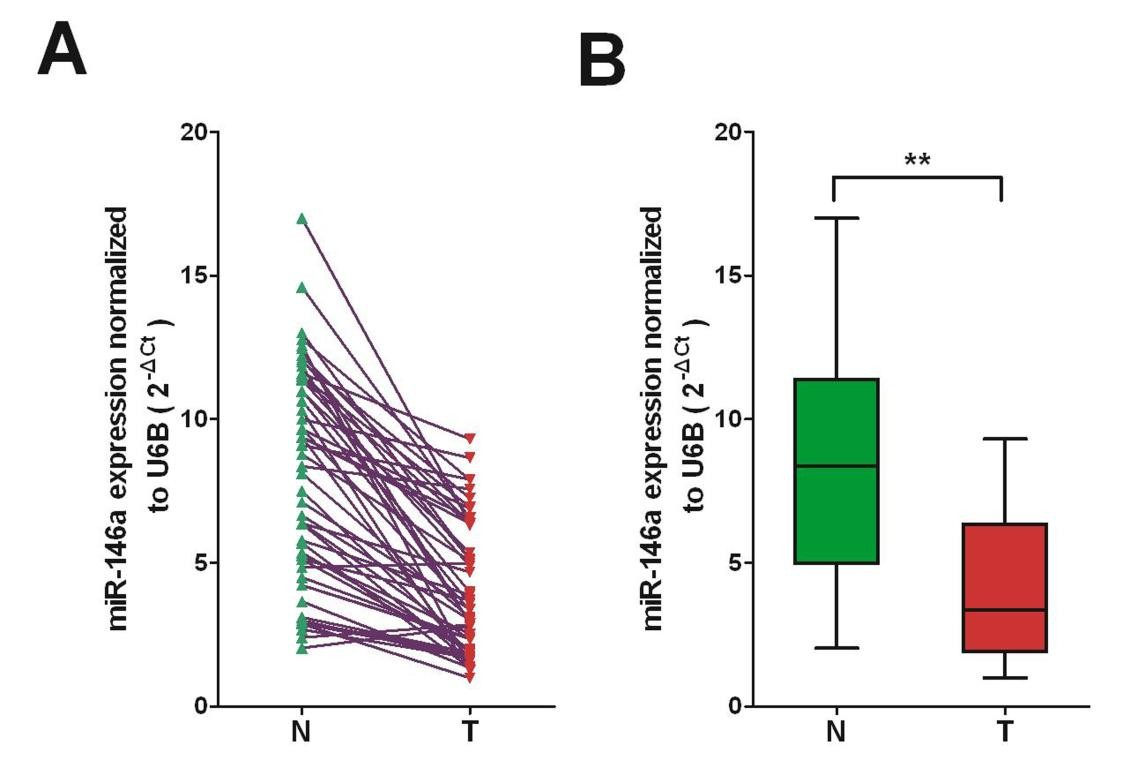 A
miR-146a expression normalized
to U6B ( 2-ΔCt )
20
15
10
5
0
N
T
B
miR-146a expression normalized
to U6B ( 2-ΔCt )
20
15
10
5
0
**
N
T